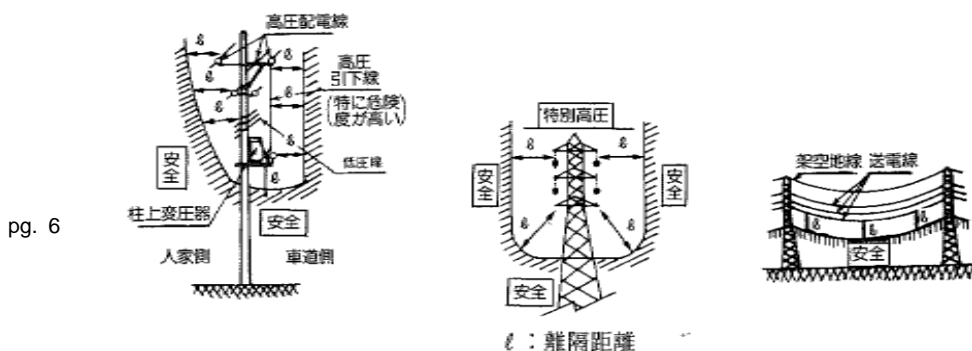 高圧配電線
ℓ
ℓ
高圧
引下線
(特に危険
度が高い)
ℓ
ℓ
ℓ
ℓ
低圧線
ℓ
安全
柱上変圧器
安全
人家側
車道側
pg. 6
特別高圧
ℓ
ℓ
安全
安全
ℓ
ℓ
安全
ℓ:離隔距離
架空地線
送電線
ℓ
ℓ
ℓ
安全